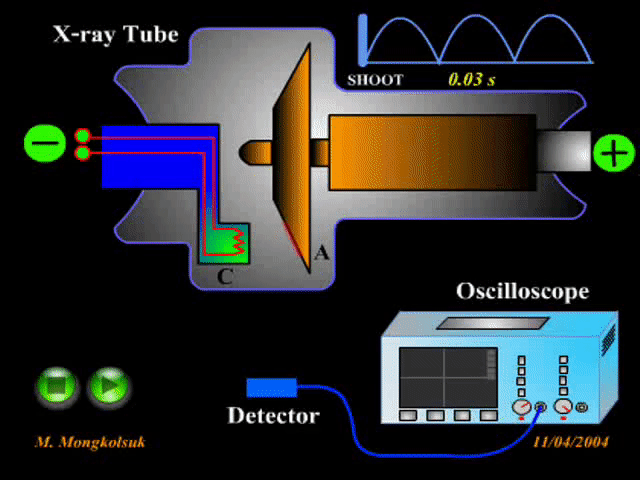 X-ray Tube
SHOOT 0.03 s
A
C
Oscilloscope
Detector
M. Mongkolsuk
11/04/2004